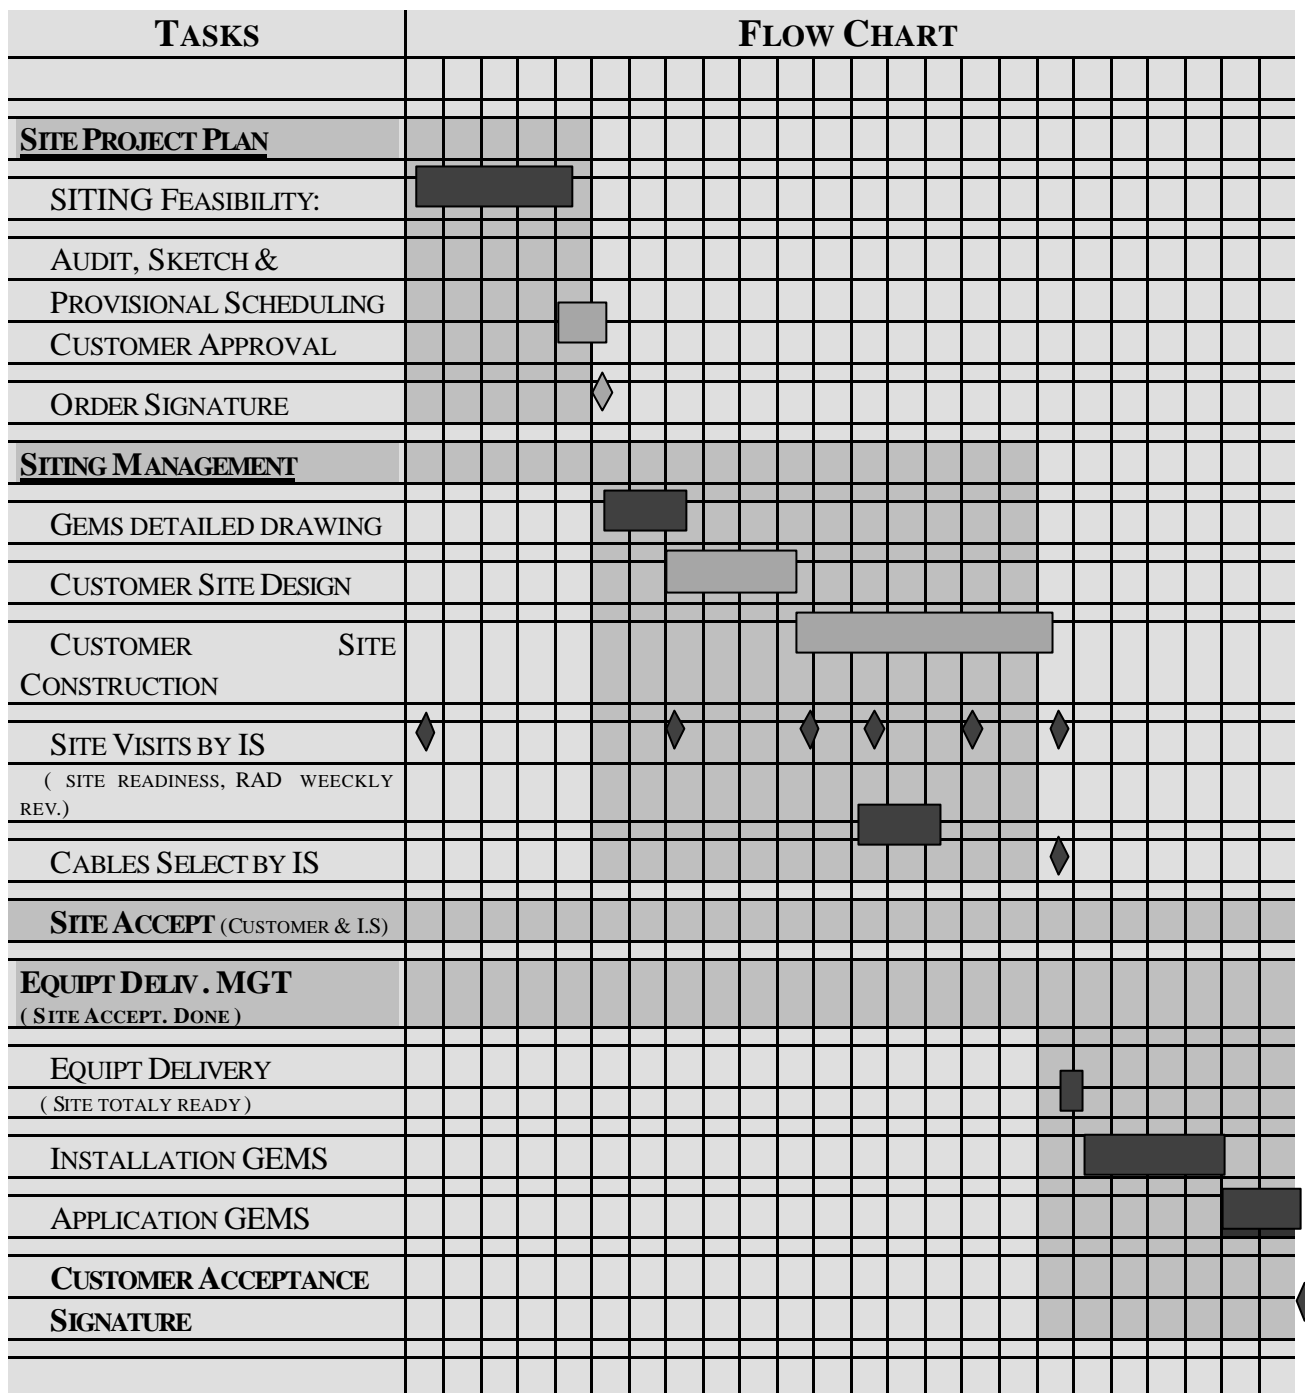 TASKS FLOW CHART
SITE PROJECT PLAN
SITING FEASIBILITY:
AUDIT, SKETCH &
PROVISIONAL SCHEDULING
CUSTOMER APPROVAL
ORDER SIGNATURE
SITING MANAGEMENT
GEMS DETAILED DRAWING
CUSTOMER SITE DESIGN
CUSTOMER SITE
CONSTRUCTION
SITE VISITS BY IS
( SITE READINESS, RAD WEECKLY
REV.)
CABLES SELECT BY IS
SITE ACCEPT (CUSTOMER & I.S)
EQUIPT DELIV. MGT
( SITE ACCEPT. DONE )
EQUIPT DELIVERY
( SITE TOTALY READY )
INSTALLATION GEMS
APPLICATION GEMS
CUSTOMER ACCEPTANCE
SIGNATURE